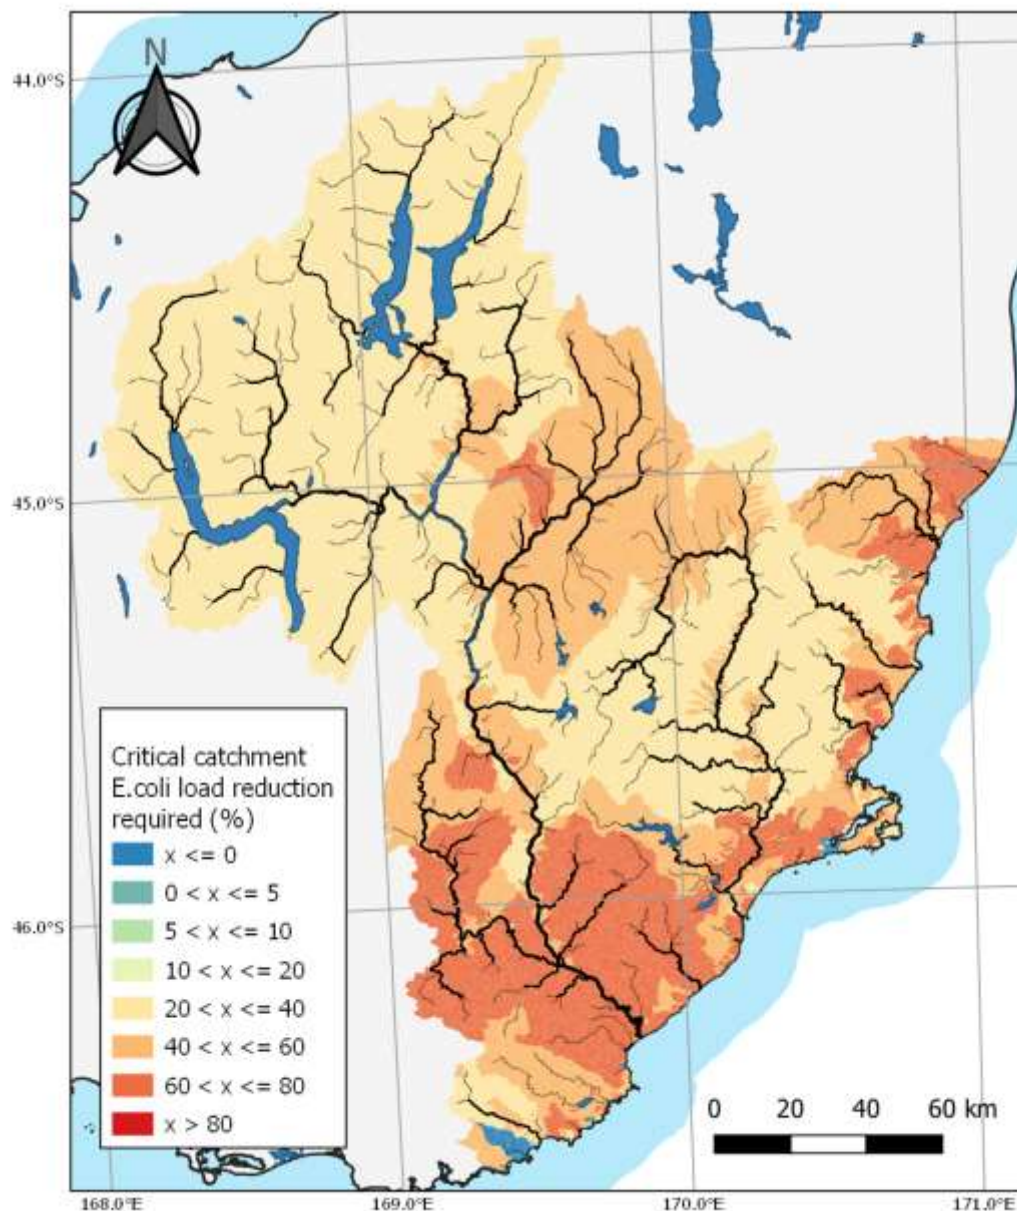 N
44.0°S
45.0°S
46.0°S
Critical catchment
E.coli load reduction
required (%)
x <= 0
0 < x <= 5
5 < x <= 10
10 < x <= 20
20 < x <= 40
40 < x <= 60
60 < x <= 80
x > 80
0 20 40 60 km
168.0°E 169.0°E 170.0°E 171.0°E